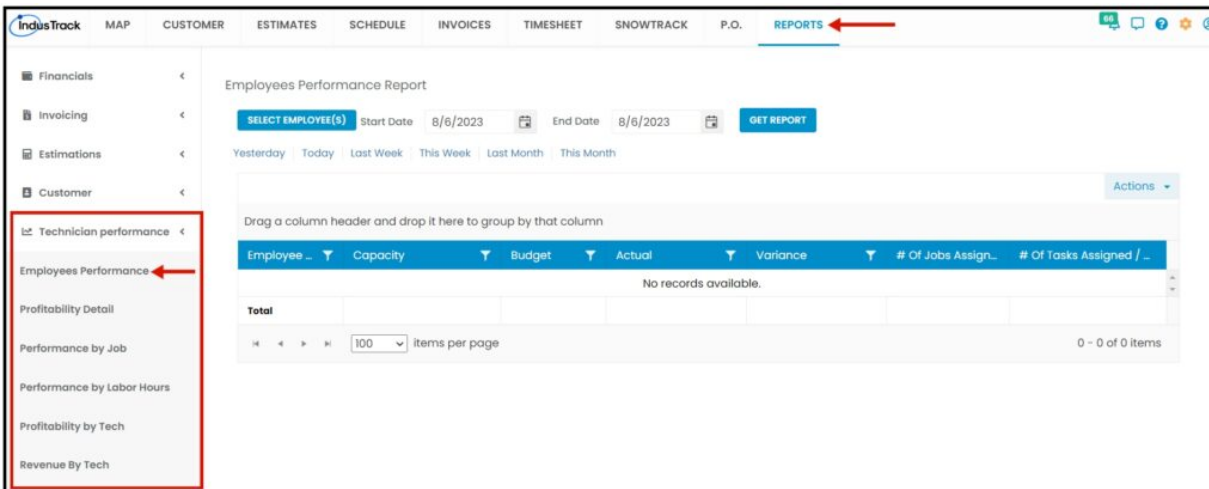 IndusTrack MAP CUSTOMER ESTIMATES SCHEDULE INVOICES TIMESHEET SNOWTRACK P.O. REPORTS 66
Financials
Invoicing
Estimations
Customer
Technician performance
Employees Performance
Profitability Detail
Performance by Job
Performance by Labor Hours
Profitability by Tech
Revenue By Tech
Employees Performance Report
SELECT EMPLOYEE(S) Start Date 8/6/2023 End Date 8/6/2023 GET REPORT
Yesterday Today Last Week This Week Last Month This Month
Actions
Drag a column header and drop it here to group by that column
Employee ... Capacity Budget Actual Variance # Of Jobs Assign... # Of Tasks Assigned / ...
No records available.
Total
100 items per page 0 - 0 of 0 items